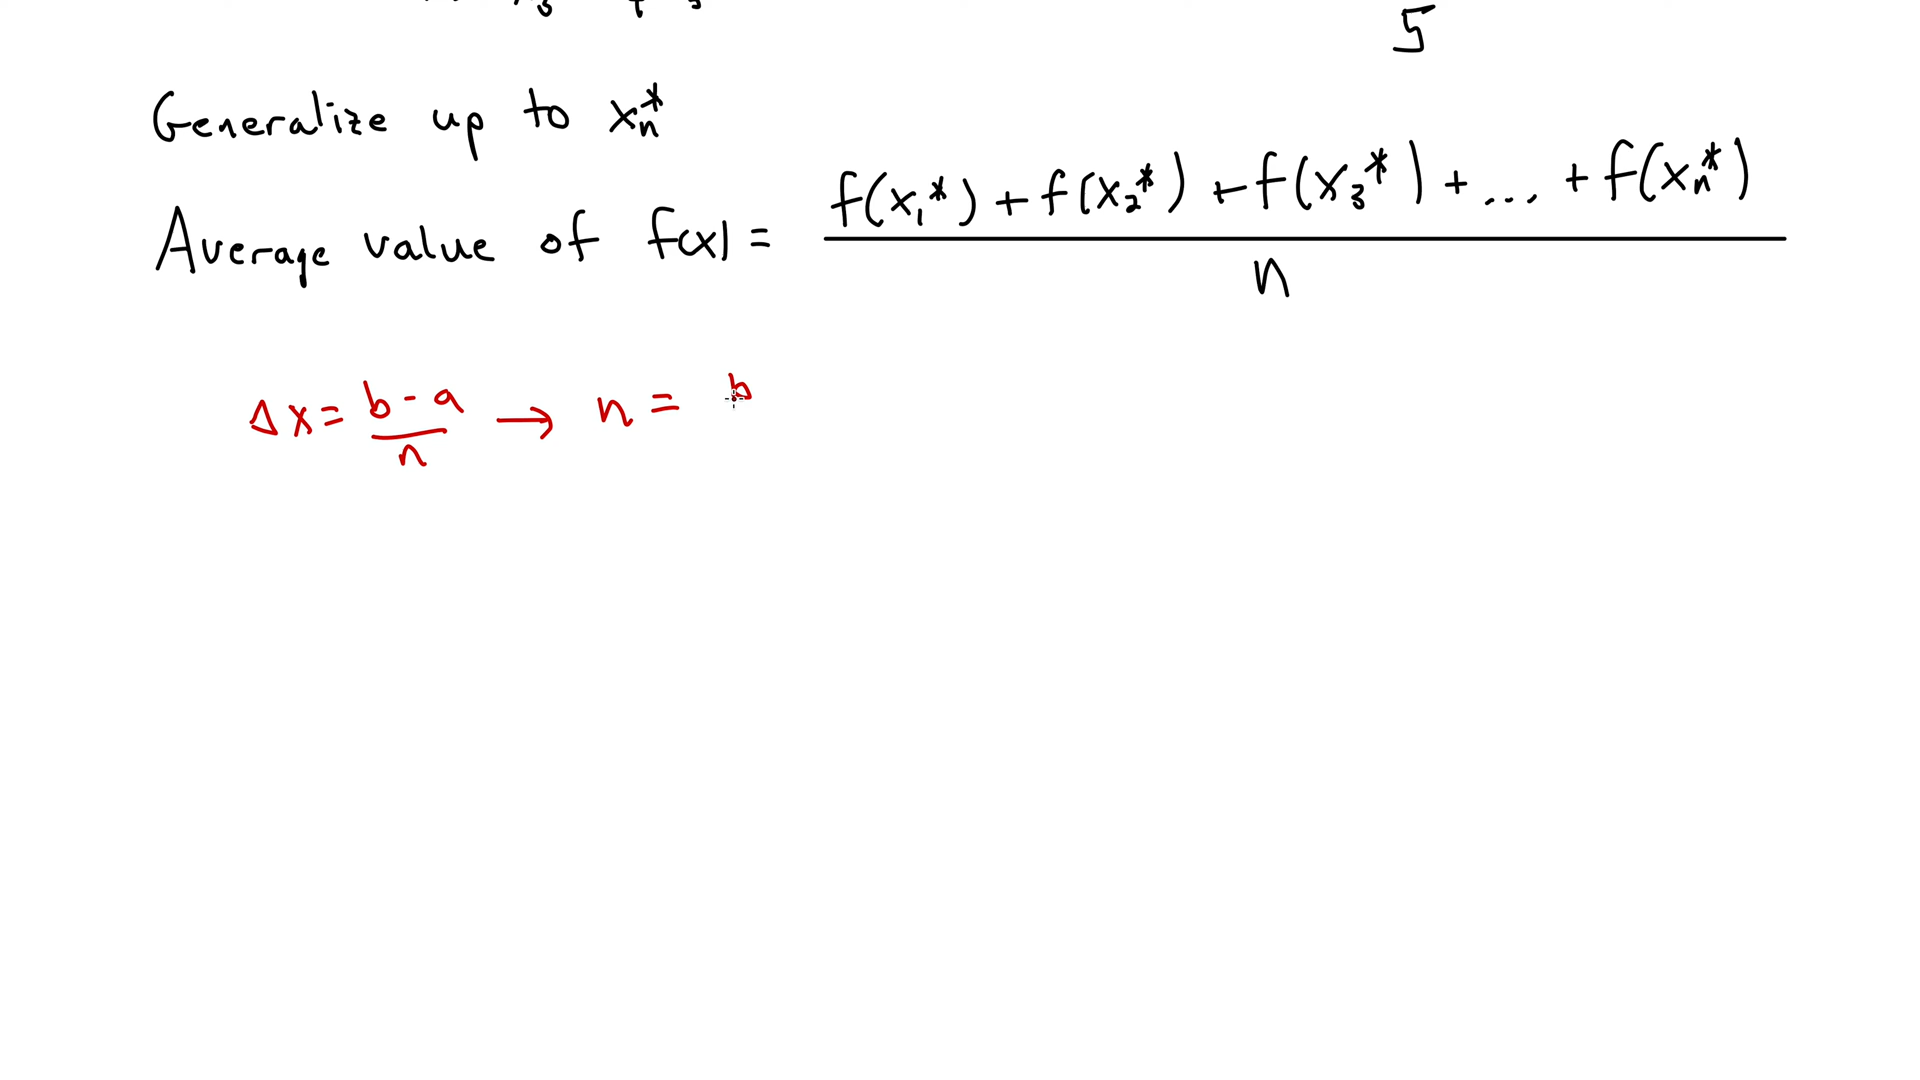 5
Generalize up to xₙ*
Average value of f(x) = (f(x₁*) + f(x₂*) + f(x₃*) + ... + f(xₙ*)) / n
Δx = (b - a) / n → n = b